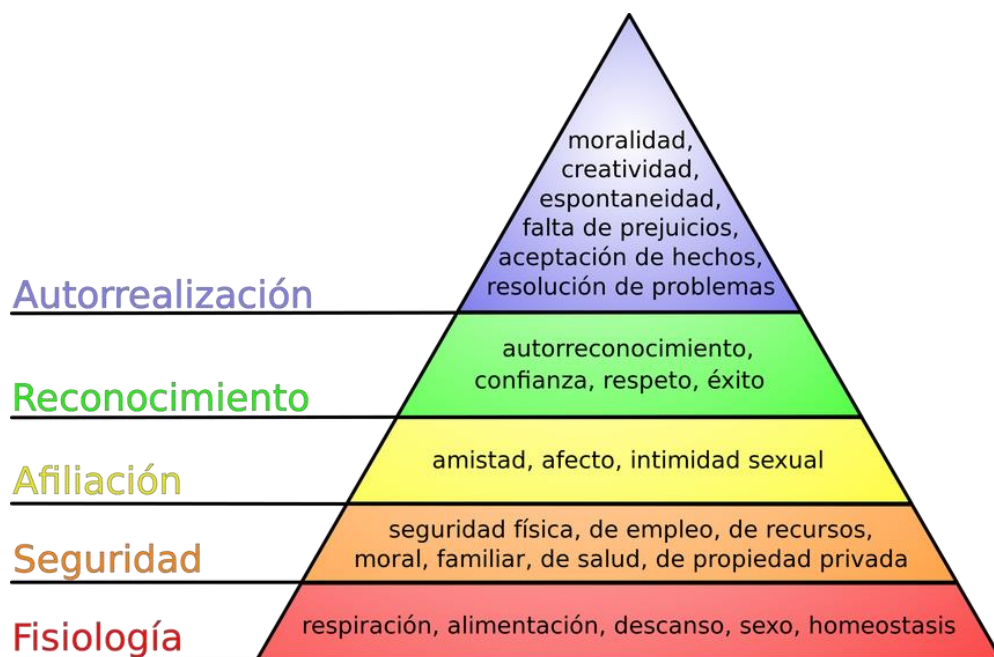 moralidad,
creatividad,
espontaneidad,
falta de prejuicios,
aceptación de hechos,
resolución de problemas
Autorrealización
autorreconocimiento,
confianza, respeto, éxito
Reconocimiento
amistad, afecto, intimidad sexual
Afiliación
seguridad física, de empleo, de recursos,
moral, familiar, de salud, de propiedad privada
Seguridad
respiración, alimentación, descanso, sexo, homeostasis
Fisiología